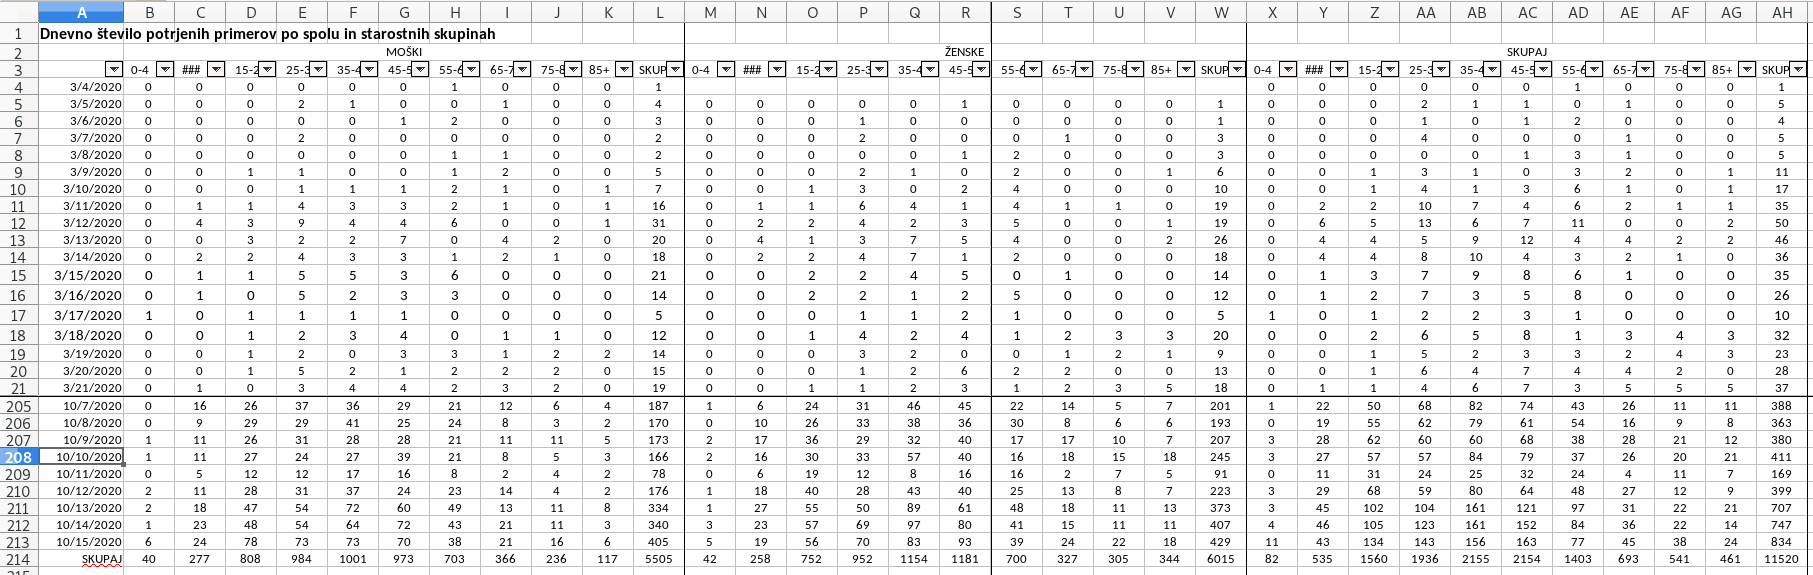 A B C D E F G H I J K L M N O P Q R S T U V W X Y Z AA AB AC AD AE AF AG AH
1 Dnevno število potrjenih primerov po spolu in starostnih skupinah
2 MOŠKI ŽENSKE SKUPAJ
3 0-4 ### 15-2 25-3 35-4 45-5 55-6 65-7 75-8 85+ SKUP 0-4 ### 15-2 25-3 35-4 45-5 55-6 65-7 75-8 85+ SKUP 0-4 ### 15-2 25-3 35-4 45-5 55-6 65-7 75-8 85+ SKUP
4 3/4/2020 0 0 0 0 0 0 1 0 0 0 1 0 0 0 0 0 0 1 0 0 0 1
5 3/5/2020 0 0 0 2 1 0 0 1 0 0 4 0 0 0 0 0 1 0 0 0 0 1 0 0 0 2 1 1 0 1 0 0 5
6 3/6/2020 0 0 0 0 0 1 2 0 0 0 3 0 0 0 1 0 0 0 0 0 0 1 0 0 0 1 0 1 2 0 0 0 4
7 3/7/2020 0 0 0 2 0 0 0 0 0 0 2 0 0 0 2 0 0 0 1 0 0 3 0 0 0 4 0 0 0 1 0 0 5
8 3/8/2020 0 0 0 0 0 0 1 1 0 0 2 0 0 0 0 0 1 2 0 0 0 3 0 0 0 0 0 1 3 1 0 0 5
9 3/9/2020 0 0 1 1 0 0 1 2 0 0 5 0 0 0 2 1 0 2 0 0 1 6 0 0 1 3 1 0 3 2 0 1 11
10 3/10/2020 0 0 0 1 1 1 2 1 0 1 7 0 0 1 3 0 2 4 0 0 0 10 0 0 1 4 1 3 6 1 0 1 17
11 3/11/2020 0 1 1 4 3 3 2 1 0 1 16 0 1 1 6 4 1 4 1 1 0 19 0 2 2 10 7 4 6 2 1 1 35
12 3/12/2020 0 4 3 9 4 4 6 0 0 1 31 0 2 2 4 2 3 5 0 0 1 19 0 6 5 13 6 7 11 0 0 2 50
13 3/13/2020 0 0 3 2 2 7 0 4 2 0 20 0 4 1 3 7 5 4 0 0 2 26 0 4 4 5 9 12 4 4 2 2 46
14 3/14/2020 0 2 2 4 3 3 1 2 1 0 18 0 2 2 4 7 1 2 0 0 0 18 0 4 4 8 10 4 3 2 1 0 36
15 3/15/2020 0 1 1 5 5 3 6 0 0 0 21 0 0 2 2 4 5 0 1 0 0 14 0 1 3 7 9 8 6 1 0 0 35
16 3/16/2020 0 1 0 5 2 3 3 0 0 0 14 0 0 2 2 1 2 5 0 0 0 12 0 1 2 7 3 5 8 0 0 0 26
17 3/17/2020 1 0 1 1 1 1 0 0 0 0 5 0 0 0 1 1 2 1 0 0 0 5 1 0 1 2 2 3 1 0 0 0 10
18 3/18/2020 0 0 1 2 3 4 0 1 1 0 12 0 0 1 4 2 4 1 2 3 3 20 0 0 2 6 5 8 1 3 4 3 32
19 3/19/2020 0 0 1 2 0 3 3 1 2 2 14 0 0 0 3 2 0 0 1 2 1 9 0 0 1 5 2 3 3 2 4 3 23
20 3/20/2020 0 0 1 5 2 1 2 2 2 0 15 0 0 0 1 2 6 2 2 0 0 13 0 0 1 6 4 7 4 4 2 0 28
21 3/21/2020 0 1 0 3 4 4 2 3 2 0 19 0 0 1 1 2 3 1 2 3 5 18 0 1 1 4 6 7 3 5 5 5 37
205 10/7/2020 0 16 26 37 36 29 21 12 6 4 187 1 6 24 31 46 45 22 14 5 7 201 1 22 50 68 82 74 43 26 11 11 388
206 10/8/2020 0 9 29 29 41 25 24 8 3 2 170 0 10 26 33 38 36 30 8 6 6 193 0 19 55 62 79 61 54 16 9 8 363
207 10/9/2020 1 11 26 31 28 28 21 11 11 5 173 2 17 36 29 32 40 17 17 10 7 207 3 28 62 60 60 68 38 28 21 12 380
208 10/10/2020 1 11 27 24 27 39 21 8 5 3 166 2 16 30 33 57 40 16 18 15 18 245 3 27 57 57 84 79 37 26 20 21 411
209 10/11/2020 0 5 12 12 17 16 8 2 4 2 78 0 6 19 12 8 16 16 2 7 5 91 0 11 31 24 25 32 24 4 11 7 169
210 10/12/2020 2 11 28 31 37 24 23 14 4 2 176 1 18 40 28 43 40 25 13 8 7 223 3 29 68 59 80 64 48 27 12 9 399
211 10/13/2020 2 18 47 54 72 60 49 13 11 8 334 1 27 55 50 89 61 48 18 11 13 373 3 45 102 104 161 121 97 31 22 21 707
212 10/14/2020 1 23 48 54 64 72 43 21 11 3 340 3 23 57 69 97 80 41 15 11 11 407 4 46 105 123 161 152 84 36 22 14 747
213 10/15/2020 6 24 78 73 73 70 38 21 16 6 405 5 19 56 70 83 93 39 24 22 18 429 11 43 134 143 156 163 77 45 38 24 834
214 SKUPAJ 40 277 808 984 1001 973 703 366 236 117 5505 42 258 752 952 1154 1181 700 327 305 344 6015 82 535 1560 1936 2155 2154 1403 693 541 461 11520